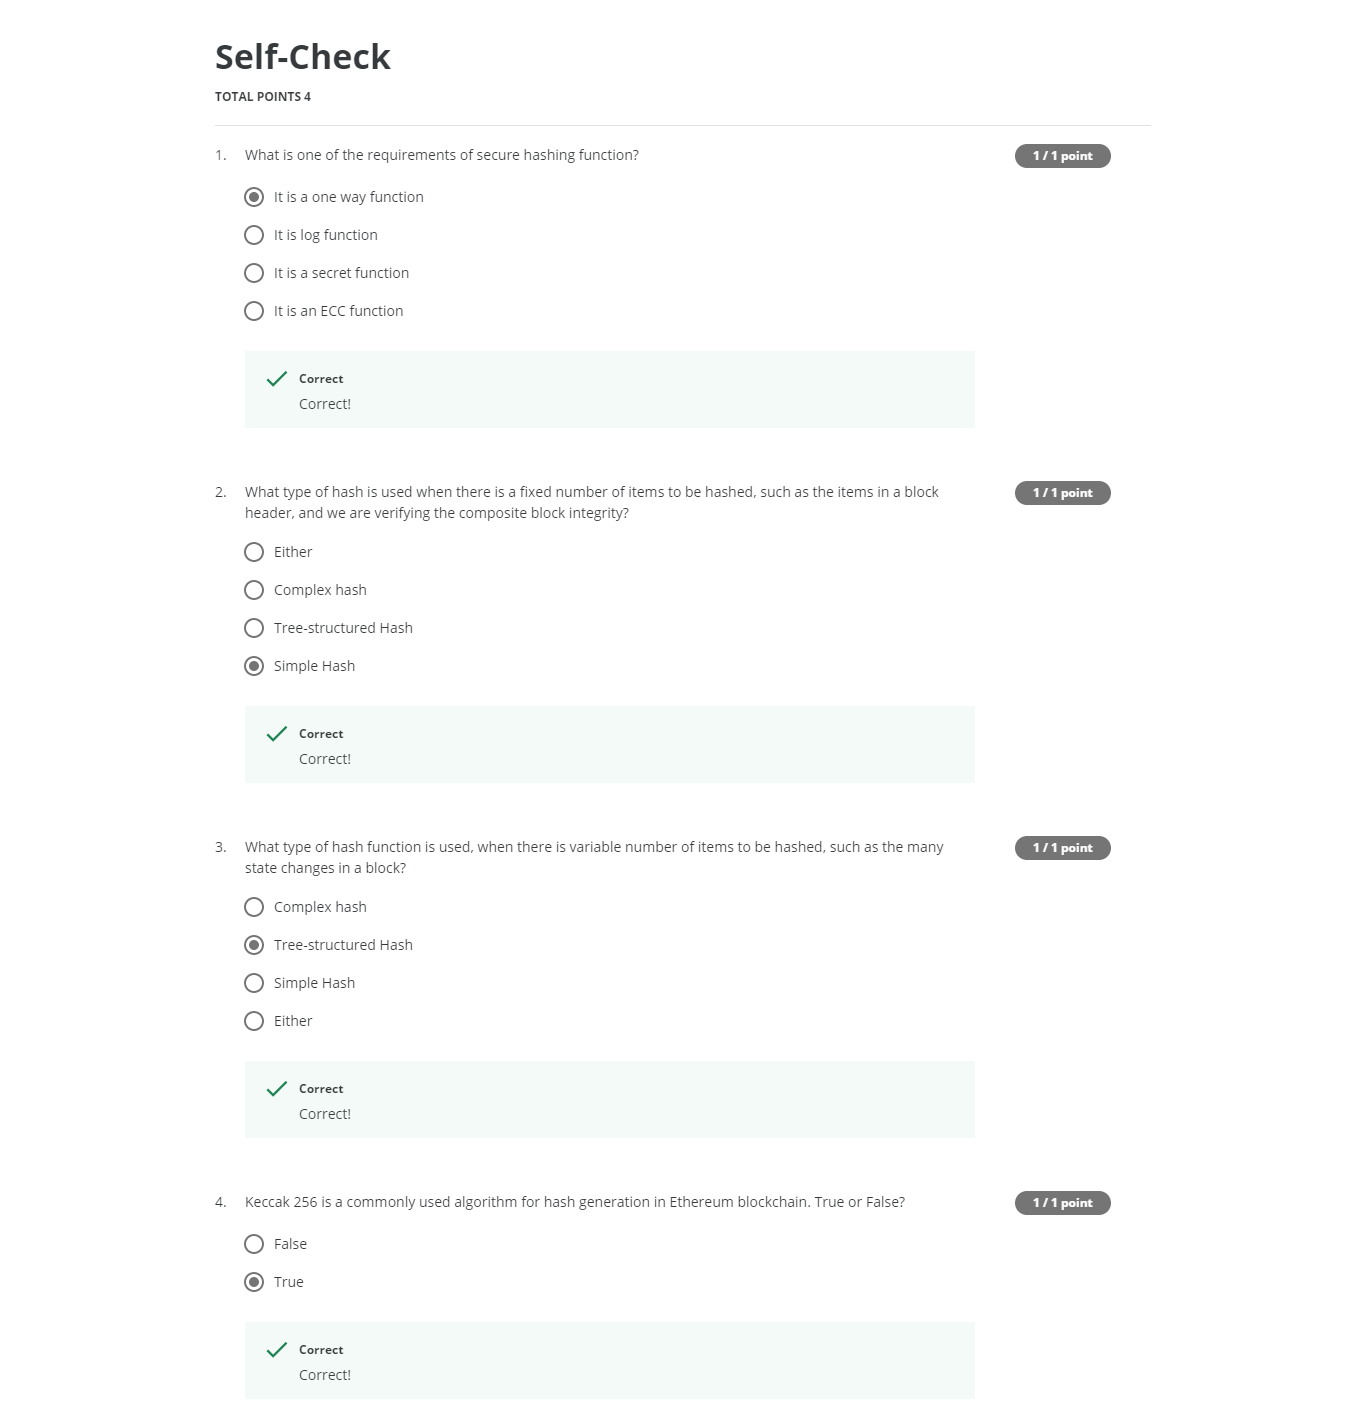 Self-Check
TOTAL POINTS 4
1. What is one of the requirements of secure hashing function?
1 / 1 point
It is a one way function
It is log function
It is a secret function
It is an ECC function
Correct
Correct!
2. What type of hash is used when there is a fixed number of items to be hashed, such as the items in a block
1 / 1 point
header, and we are verifying the composite block integrity?
Either
Complex hash
Tree-structured Hash
Simple Hash
Correct
Correct!
3. What type of hash function is used, when there is variable number of items to be hashed, such as the many
1 / 1 point
state changes in a block?
Complex hash
Tree-structured Hash
Simple Hash
Either
Correct
Correct!
4. Keccak 256 is a commonly used algorithm for hash generation in Ethereum blockchain. True or False?
1 / 1 point
False
True
Correct
Correct!